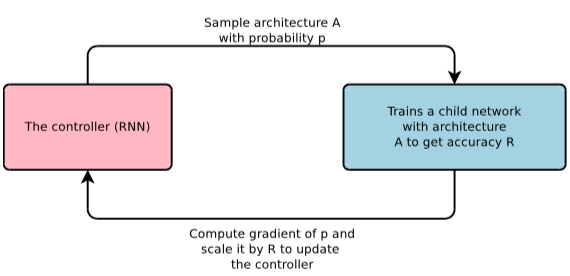 Sample architecture A
with probability p
The controller (RNN)
Trains a child network
with architecture
A to get accuracy R
Compute gradient of p and
scale it by R to update
the controller